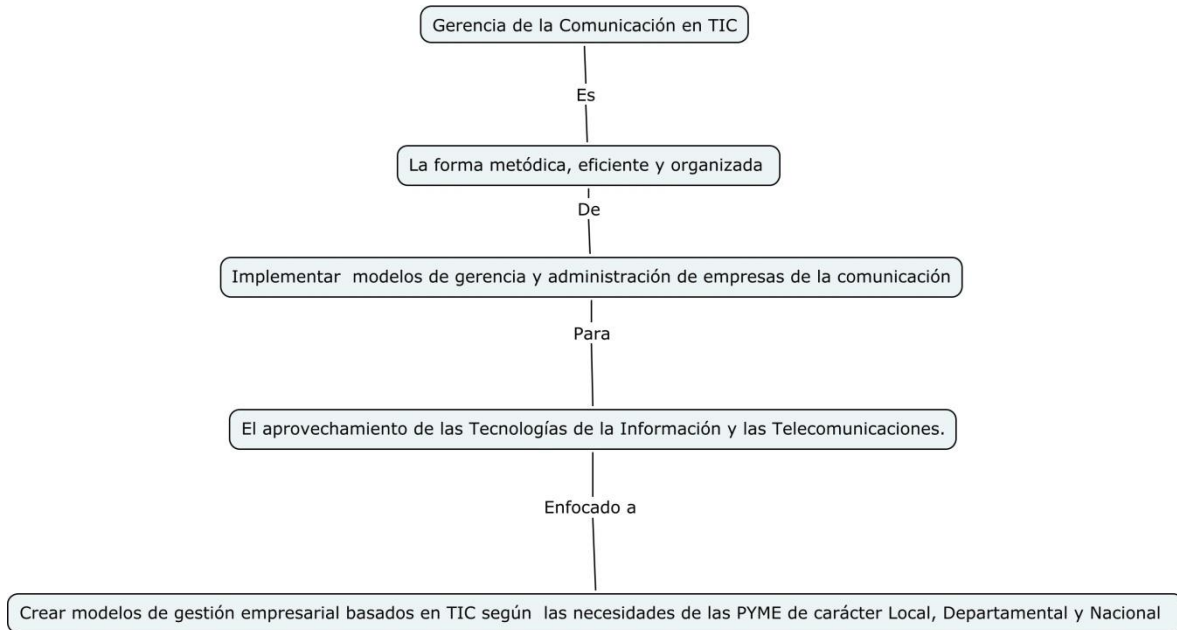 Gerencia de la Comunicación en TIC
Es
La forma metódica, eficiente y organizada
De
Implementar  modelos de gerencia y administración de empresas de la comunicación
Para
El aprovechamiento de las Tecnologías de la Información y las Telecomunicaciones.
Enfocado a
Crear modelos de gestión empresarial basados en TIC según  las necesidades de las PYME de carácter Local, Departamental y Nacional